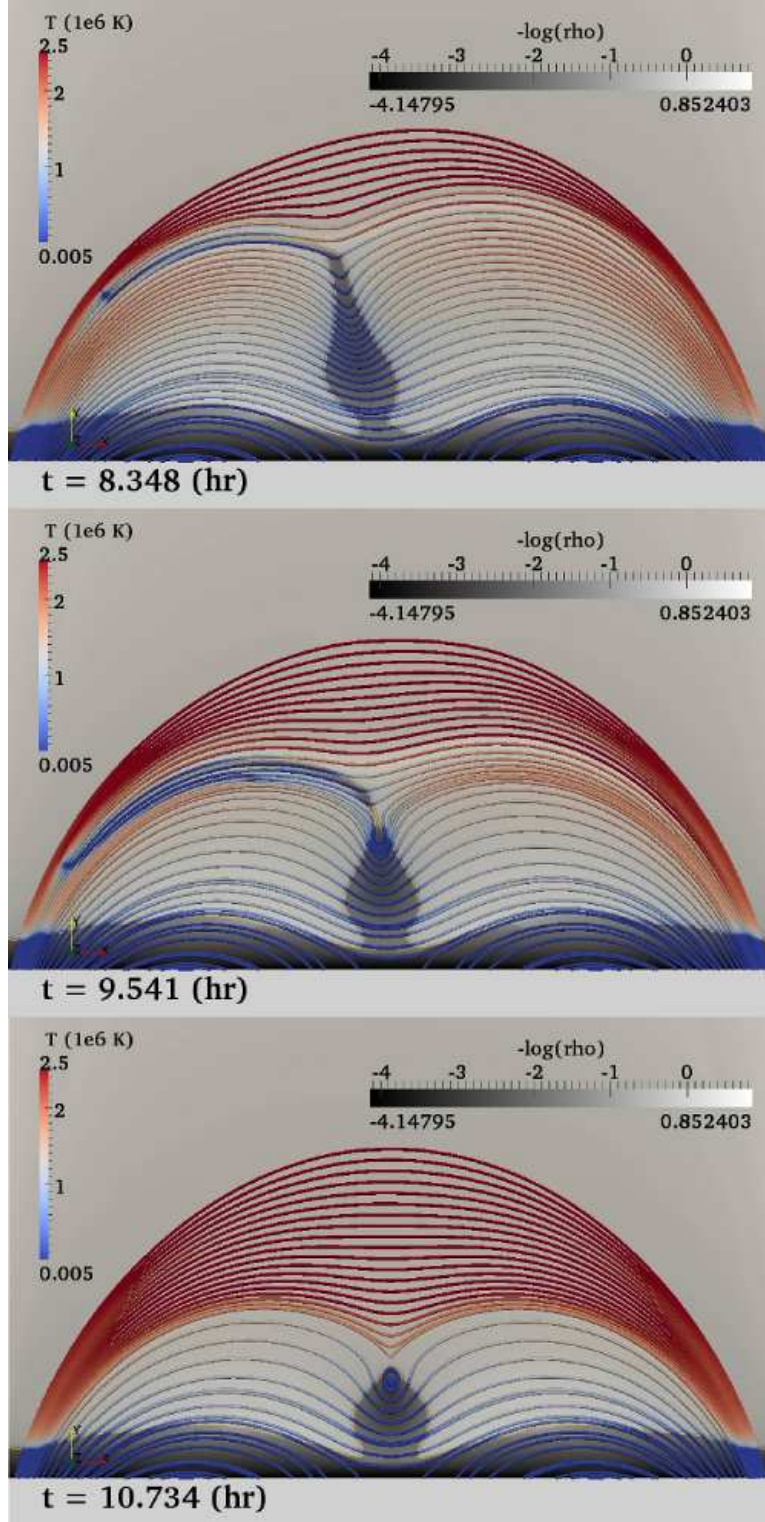 T (1e6 K)
2.5
2
1
0.005
-log(rho)
-4 -3 -2 -1 0
-4.14795 0.852403
t = 8.348 (hr)
T (1e6 K)
2.5
2
1
0.005
-log(rho)
-4 -3 -2 -1 0
-4.14795 0.852403
t = 9.541 (hr)
T (1e6 K)
2.5
2
1
0.005
-log(rho)
-4 -3 -2 -1 0
-4.14795 0.852403
t = 10.734 (hr)